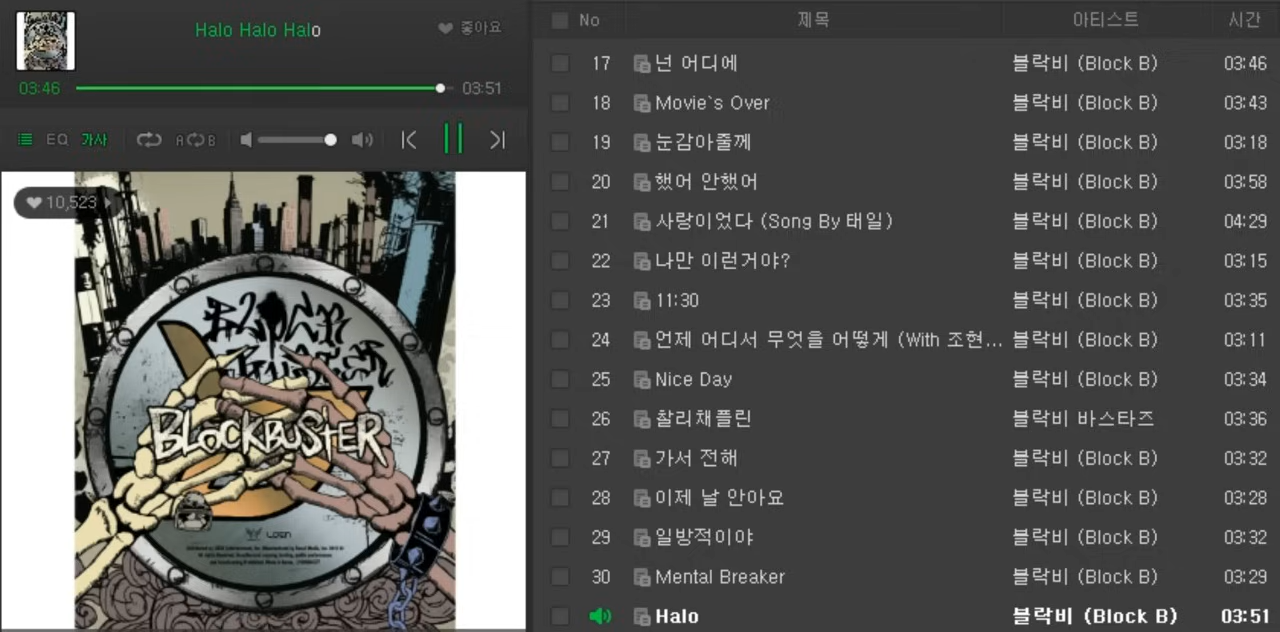 Halo Halo Halo
좋아요
03:46
03:51
EQ 가사 A B
10,523
BLOCKBUSTER
LOEN
No 제목 아티스트 시간
17 넌 어디에 블락비 (Block B) 03:46
18 Movie`s Over 블락비 (Block B) 03:43
19 눈감아줄께 블락비 (Block B) 03:18
20 했어 안했어 블락비 (Block B) 03:58
21 사랑이었다 (Song By 태일) 블락비 (Block B) 04:29
22 나만 이런거야? 블락비 (Block B) 03:15
23 11:30 블락비 (Block B) 03:35
24 언제 어디서 무엇을 어떻게 (With 조현... 블락비 (Block B) 03:11
25 Nice Day 블락비 (Block B) 03:34
26 찰리채플린 블락비 바스타즈 03:36
27 가서 전해 블락비 (Block B) 03:32
28 이제 날 안아요 블락비 (Block B) 03:28
29 일방적이야 블락비 (Block B) 03:32
30 Mental Breaker 블락비 (Block B) 03:29
Halo 블락비 (Block B) 03:51